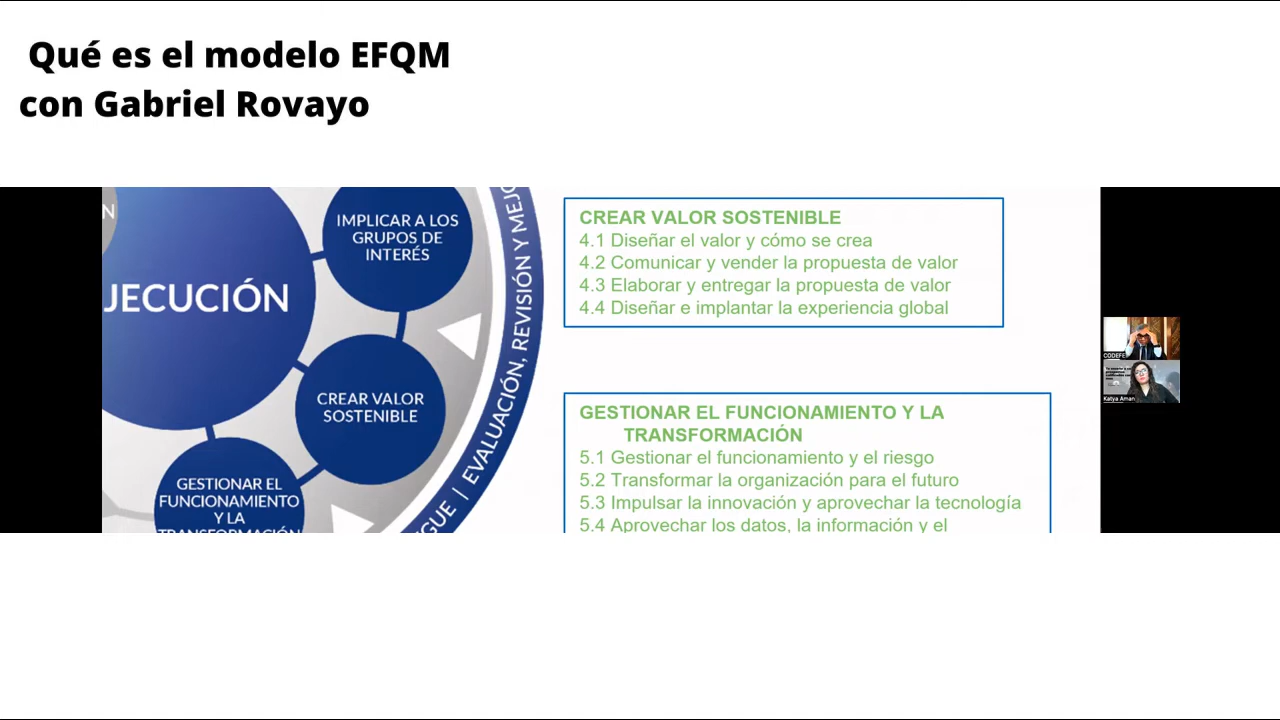 Qué es el modelo EFQM
con Gabriel Rovayo
N
JECUCIÓN
IMPLICAR A LOS
GRUPOS DE
INTERÉS
CREAR VALOR
SOSTENIBLE
GESTIONAR EL
FUNCIONAMIENTO
Y LA
TRANSFORMACIÓN
GUE | EVALUACIÓN, REVISIÓN Y MEJO
CREAR VALOR SOSTENIBLE
4.1 Diseñar el valor y cómo se crea
4.2 Comunicar y vender la propuesta de valor
4.3 Elaborar y entregar la propuesta de valor
4.4 Diseñar e implantar la experiencia global
GESTIONAR EL FUNCIONAMIENTO Y LA
TRANSFORMACIÓN
5.1 Gestionar el funcionamiento y el riesgo
5.2 Transformar la organización para el futuro
5.3 Impulsar la innovación y aprovechar la tecnología
5.4 Aprovechar los datos, la información y el
CODEFE
Katya Aman